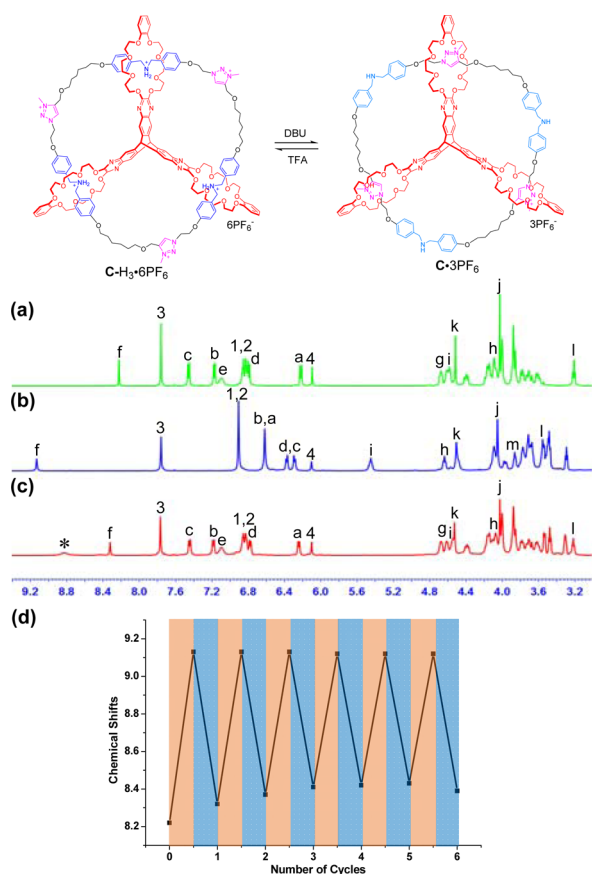 DBU
TFA
6PF6-
3PF6-
C-H3•6PF6
C•3PF6
(a)
f 3 c b e 1,2 d a 4 g i k h j l
(b)
f 3 1,2 b,a d,c 4 i h k j m l
(c)
* f 3 c b e 1,2 d a 4 g i k h j l
9.2 8.8 8.4 8.0 7.6 7.2 6.8 6.4 6.0 5.6 5.2 4.8 4.4 4.0 3.6 3.2
(d)
Chemical Shifts
9.2
9.0
8.8
8.6
8.4
8.2
0 1 2 3 4 5 6
Number of Cycles